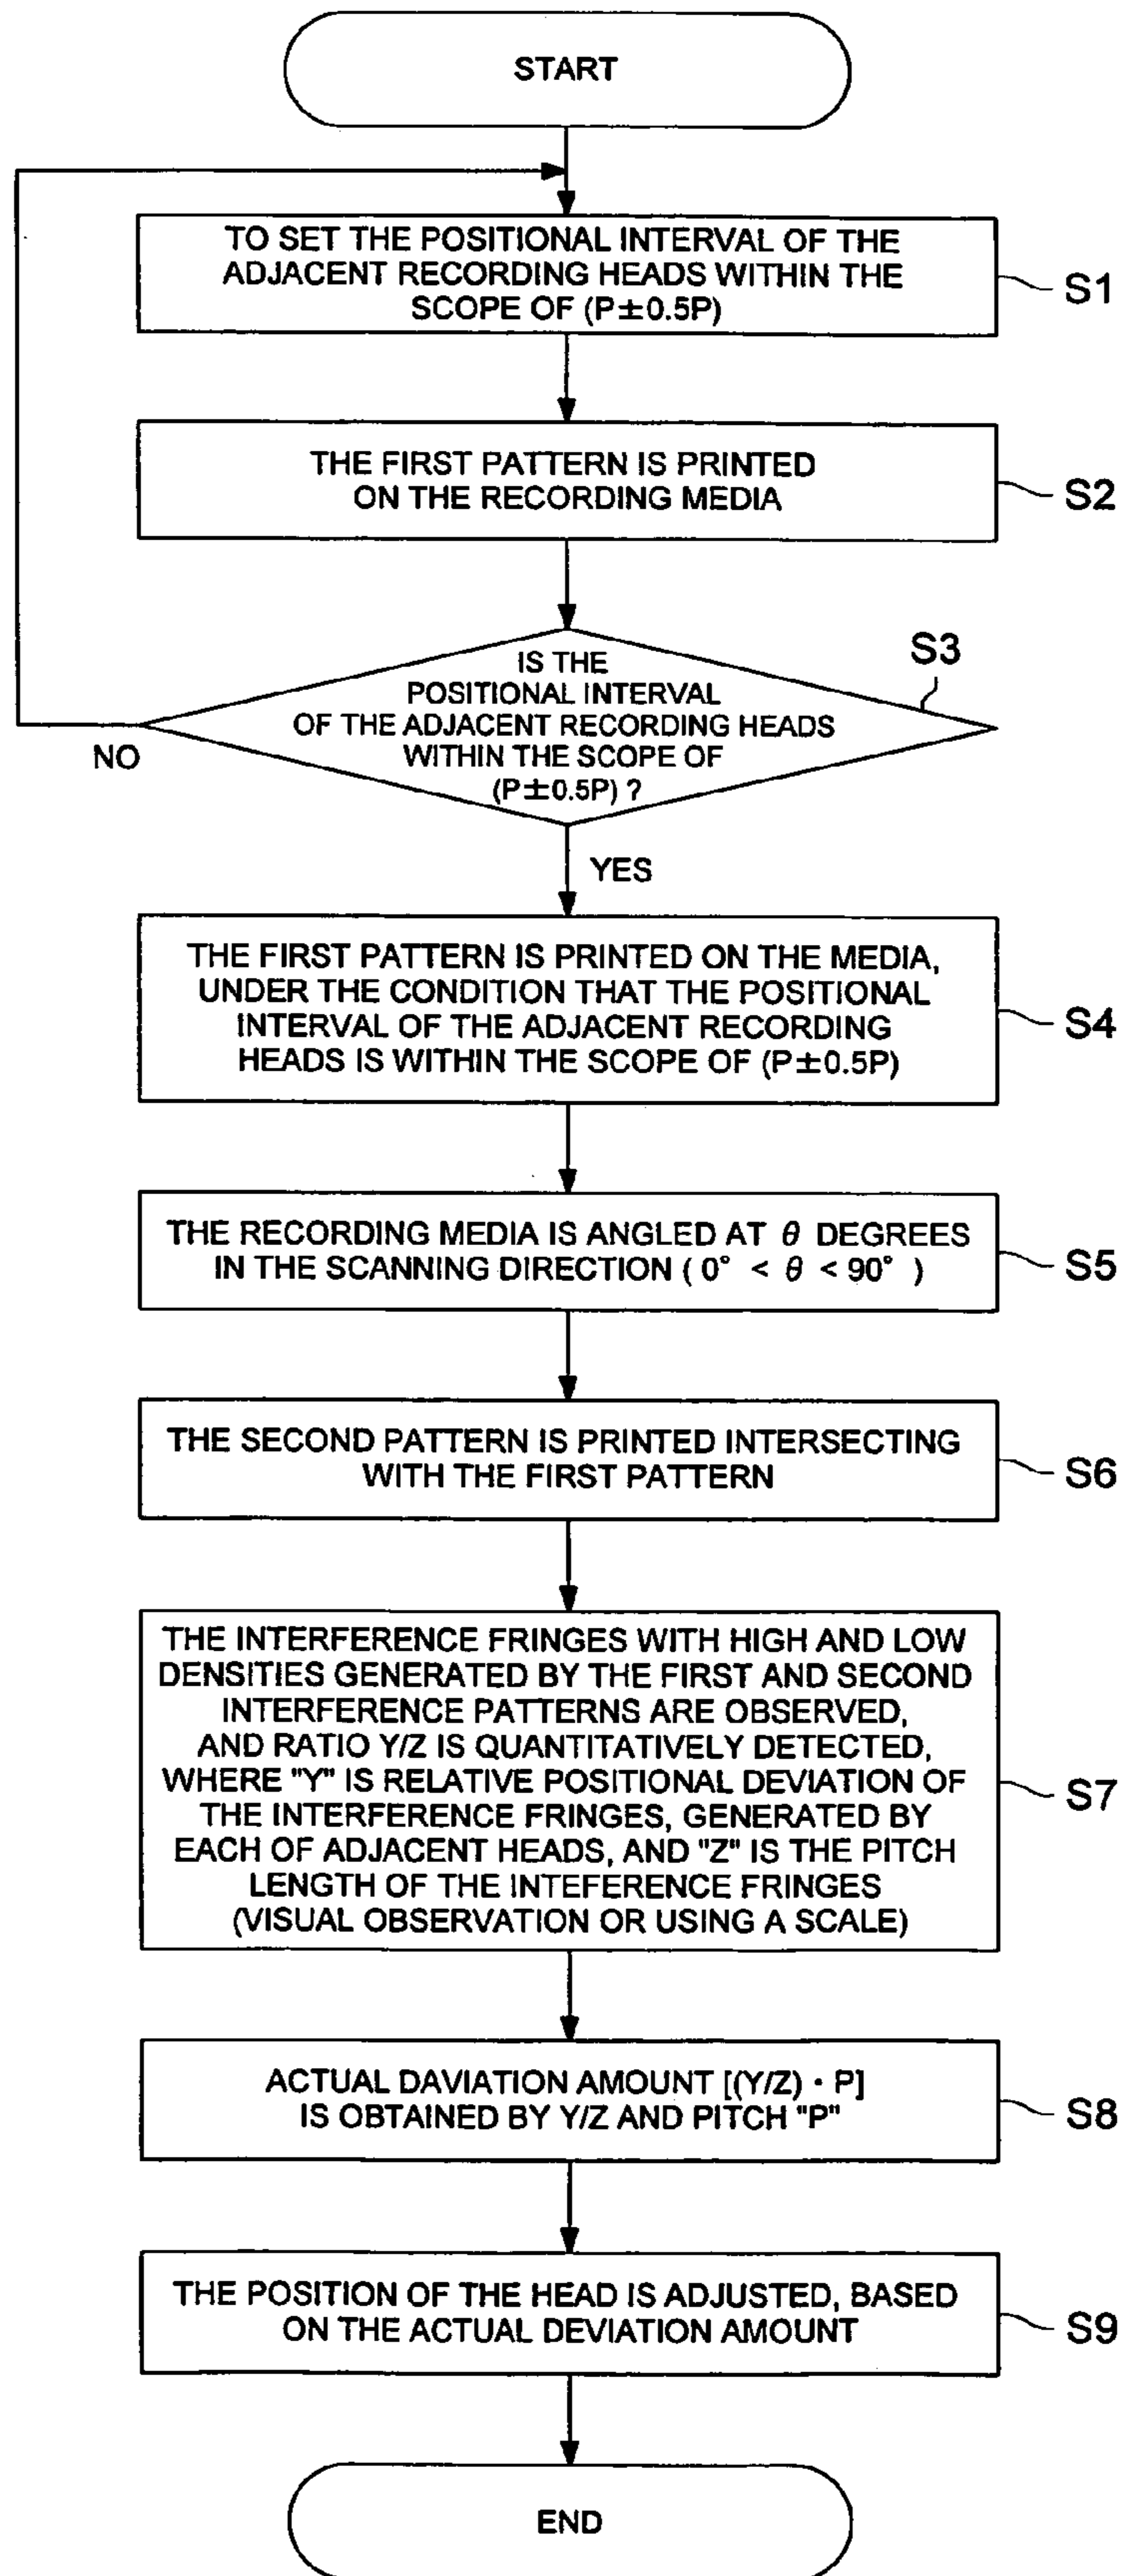 START
TO SET THE POSITIONAL INTERVAL OF THE
ADJACENT RECORDING HEADS WITHIN THE
SCOPE OF (P±0.5P)
S1
THE FIRST PATTERN IS PRINTED
ON THE RECORDING MEDIA
S2
S3
IS THE
POSITIONAL INTERVAL
OF THE ADJACENT RECORDING HEADS
WITHIN THE SCOPE OF
(P±0.5P) ?
NO
YES
THE FIRST PATTERN IS PRINTED ON THE MEDIA,
UNDER THE CONDITION THAT THE POSITIONAL
INTERVAL OF THE ADJACENT RECORDING
HEADS IS WITHIN THE SCOPE OF (P±0.5P)
S4
THE RECORDING MEDIA IS ANGLED AT θ DEGREES
IN THE SCANNING DIRECTION ( 0° < θ < 90° )
S5
THE SECOND PATTERN IS PRINTED INTERSECTING
WITH THE FIRST PATTERN
S6
THE INTERFERENCE FRINGES WITH HIGH AND LOW
DENSITIES GENERATED BY THE FIRST AND SECOND
INTERFERENCE PATTERNS ARE OBSERVED,
AND RATIO Y/Z IS QUANTITATIVELY DETECTED,
WHERE "Y" IS RELATIVE POSITIONAL DEVIATION OF
THE INTERFERENCE FRINGES, GENERATED BY
EACH OF ADJACENT HEADS, AND "Z" IS THE PITCH
LENGTH OF THE INTEFERENCE FRINGES
(VISUAL OBSERVATION OR USING A SCALE)
S7
ACTUAL DAVIATION AMOUNT [(Y/Z) · P]
IS OBTAINED BY Y/Z AND PITCH "P"
S8
THE POSITION OF THE HEAD IS ADJUSTED, BASED
ON THE ACTUAL DEVIATION AMOUNT
S9
END